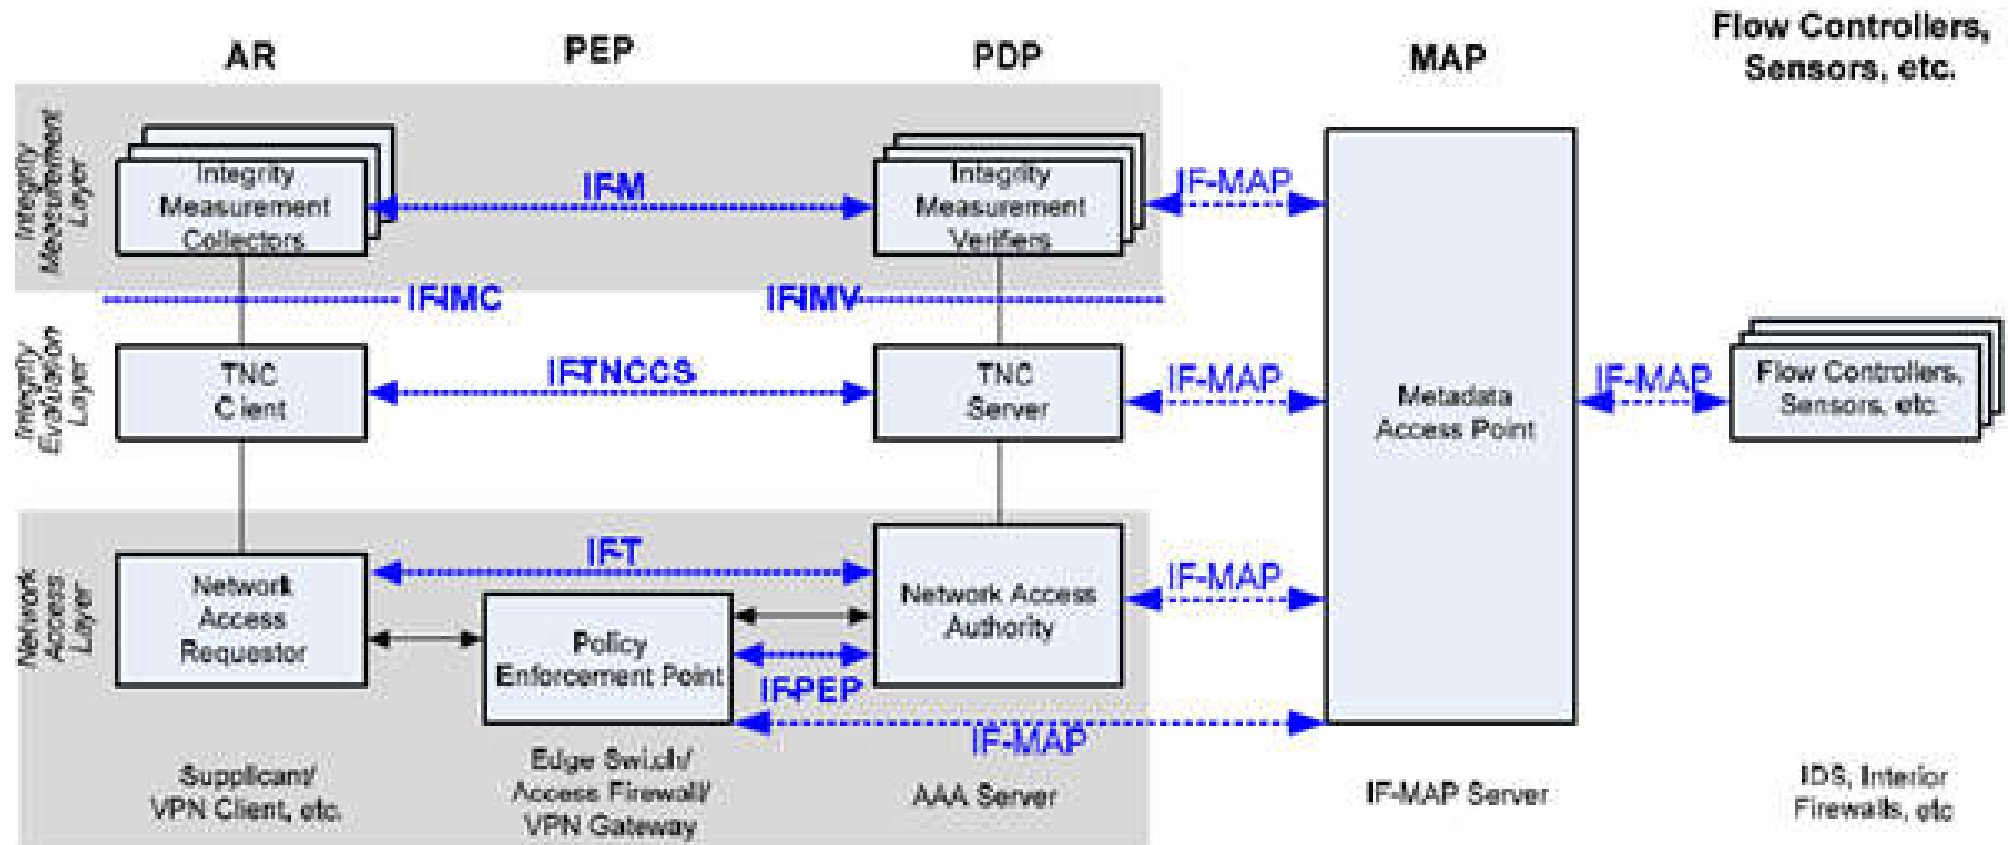 AR
PEP
PDP
MAP
Flow Controllers,
Sensors, etc.
Integrity
Measurement
Layer
Integrity
Measurement
Collectors
IF-M
Integrity
Measurement
Verifiers
IF-MAP
IF-IMC
IF-IMV
Integrity
Evaluation
Layer
TNC
Client
IF-TNCCS
TNC
Server
IF-MAP
Metadata
Access Point
IF-MAP
Flow Controllers,
Sensors, etc.
Network
Access
Layer
Network
Access
Requestor
IF-T
Policy
Enforcement Point
IF-PEP
Network Access
Authority
IF-MAP
IF-MAP
Supplicant/
VPN Client, etc.
Edge Switch/
Access Firewall/
VPN Gateway
AAA Server
IF-MAP Server
IDS, Interior
Firewalls, etc